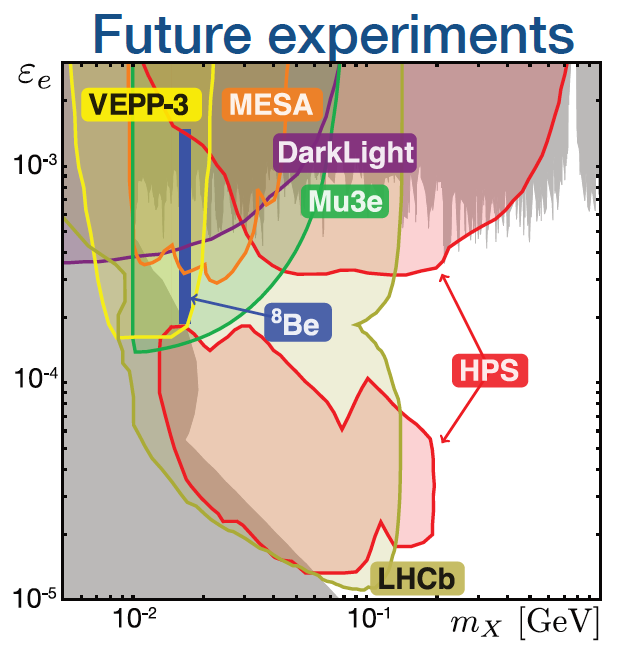 Future experiments
εₑ
VEPP-3
MESA
DarkLight
10⁻³
Mu3e
⁸Be
HPS
10⁻⁴
LHCb
10⁻⁵
10⁻²
10⁻¹
m_X [GeV]